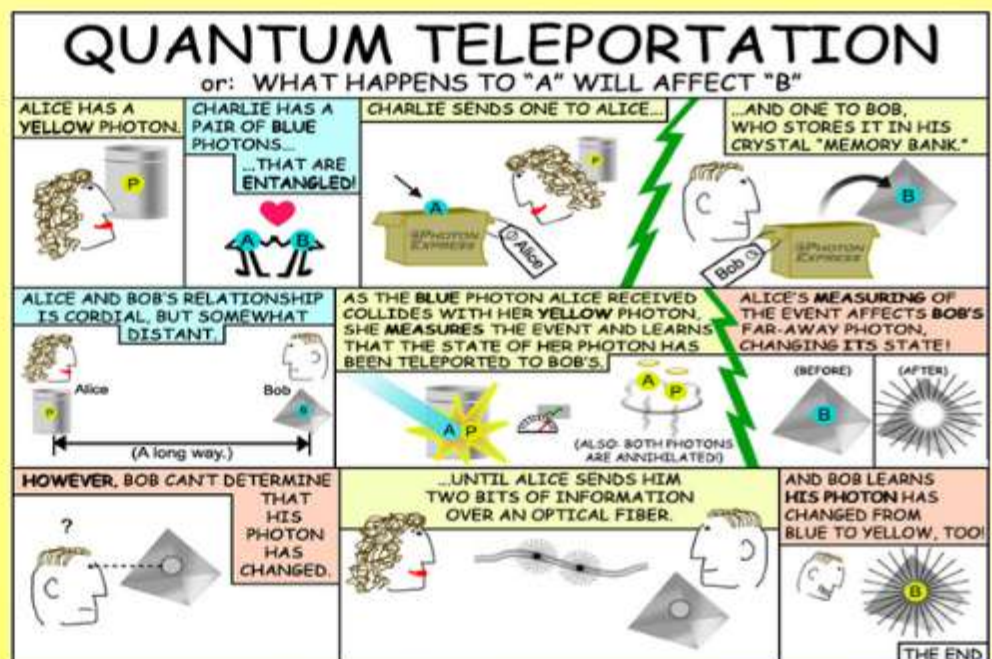 QUANTUM TELEPORTATION
or: WHAT HAPPENS TO "A" WILL AFFECT "B"
ALICE HAS A
YELLOW PHOTON.
P
CHARLIE HAS A
PAIR OF BLUE
PHOTONS...
...THAT ARE
ENTANGLED!
A B
CHARLIE SENDS ONE TO ALICE...
P
A
PHOTON
EXPRESS
Alice
...AND ONE TO BOB,
WHO STORES IT IN HIS
CRYSTAL "MEMORY BANK."
B
PHOTON
EXPRESS
Bob
ALICE AND BOB'S RELATIONSHIP
IS CORDIAL, BUT SOMEWHAT
DISTANT.
Alice
Bob
P
B
(A long way.)
AS THE BLUE PHOTON ALICE RECEIVED
COLLIDES WITH HER YELLOW PHOTON,
SHE MEASURES THE EVENT AND LEARNS
THAT THE STATE OF HER PHOTON HAS
BEEN TELEPORTED TO BOB'S.
A P
A P
(ALSO: BOTH PHOTONS
ARE ANNIHILATED!)
ALICE'S MEASURING OF
THE EVENT AFFECTS BOB'S
FAR-AWAY PHOTON,
CHANGING ITS STATE!
(BEFORE)
B
(AFTER)
HOWEVER, BOB CAN'T DETERMINE
THAT
HIS
PHOTON
HAS
CHANGED.
?
...UNTIL ALICE SENDS HIM
TWO BITS OF INFORMATION
OVER AN OPTICAL FIBER.
AND BOB LEARNS
HIS PHOTON HAS
CHANGED FROM
BLUE TO YELLOW, TOO!
B
THE END